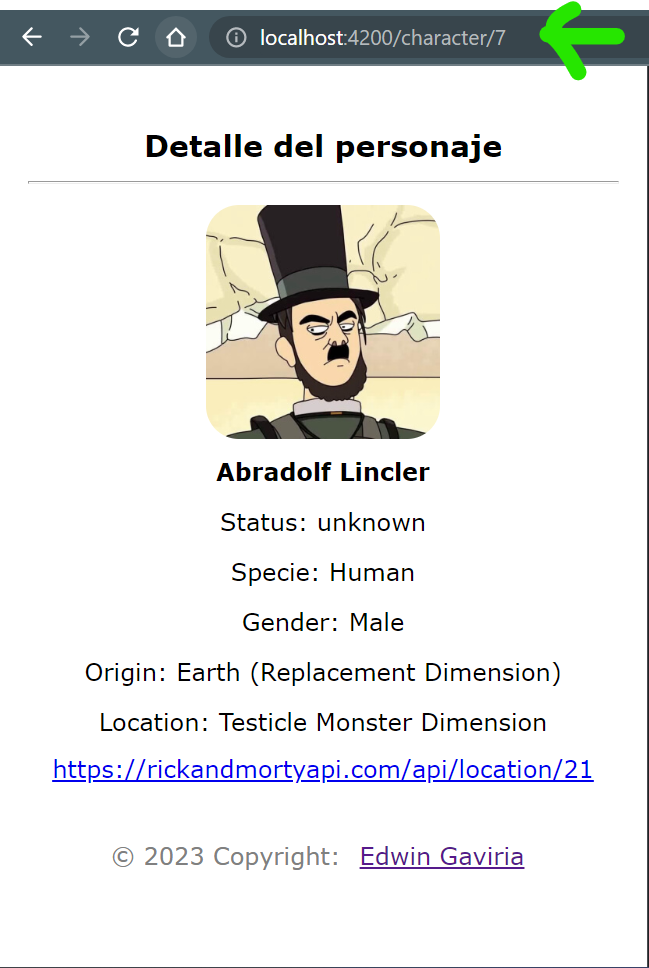 localhost:4200/character/7
Detalle del personaje
Abradolf Lincler
Status: unknown
Specie: Human
Gender: Male
Origin: Earth (Replacement Dimension)
Location: Testicle Monster Dimension
https://rickandmortyapi.com/api/location/21
© 2023 Copyright: Edwin Gaviria